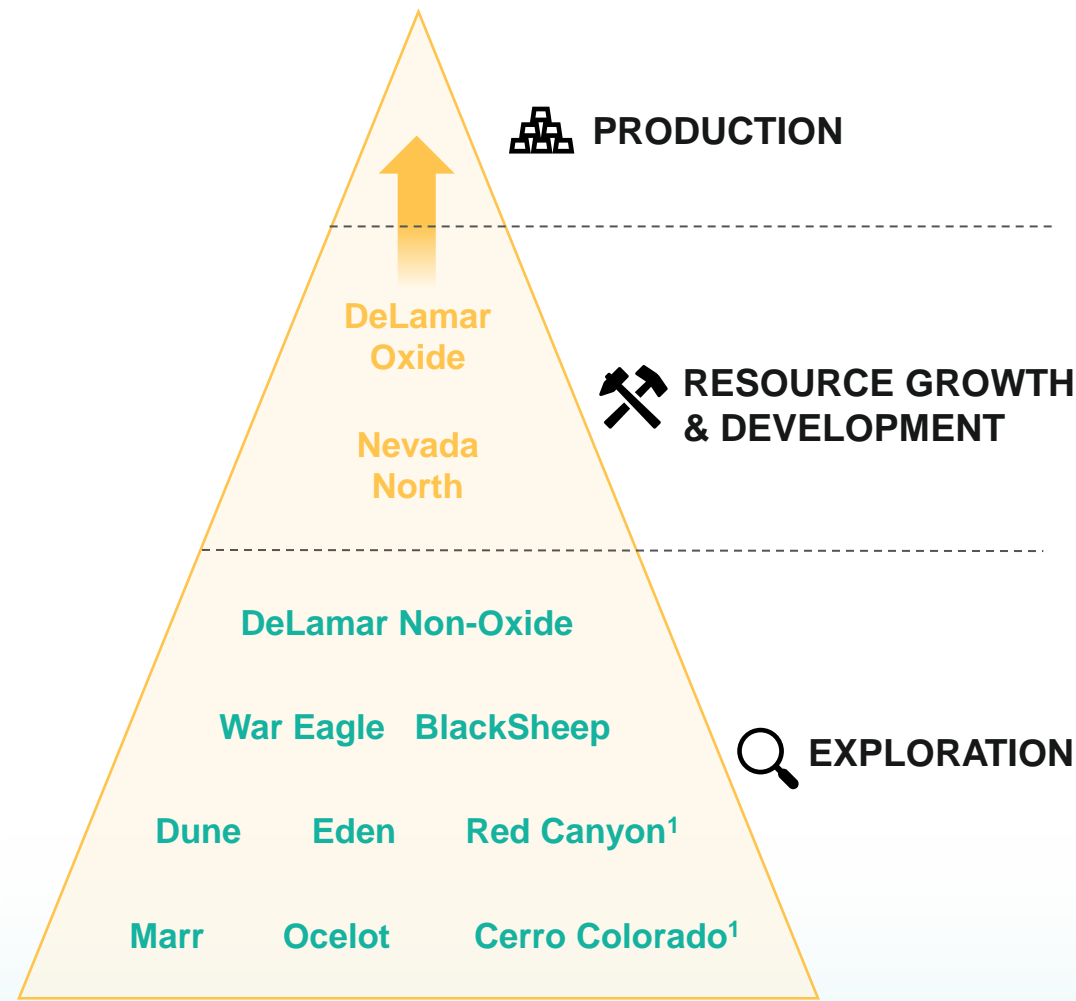 PRODUCTION
DeLamar
Oxide
RESOURCE GROWTH
& DEVELOPMENT
Nevada
North
DeLamar Non-Oxide
War Eagle BlackSheep
EXPLORATION
Dune Eden Red Canyon¹
Marr Ocelot Cerro Colorado¹